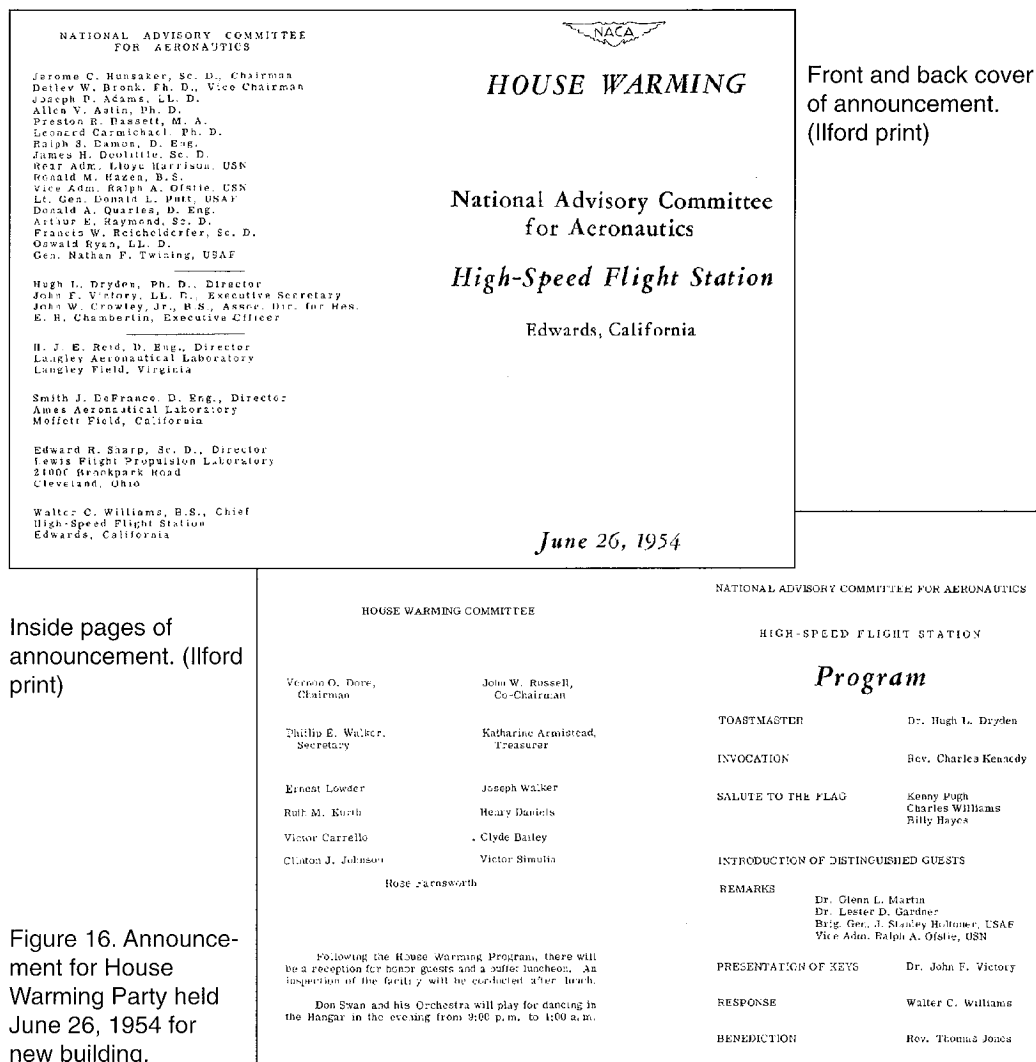 NATIONAL ADVISORY COMMITTEE
FOR AERONAUTICS
Jerome C. Hunsaker, Sc. D., Chairman
Detlev W. Bronk, Ph. D., Vice Chairman
Joseph P. Adams, LL. D.
Allen V. Astin, Ph. D.
Preston R. Bassett, M. A.
Leonard Carmichael, Ph. D.
Ralph S. Damon, D. Eng.
James H. Doolittle, Sc. D.
Rear Adm. Lloyd Harrison, USN
Ronald M. Hazen, B.S.
Vice Adm. Ralph A. Ofstie, USN
Lt. Gen. Donald L. Putt, USAF
Donald A. Quarles, D. Eng.
Arthur E. Raymond, Sc. D.
Francis W. Reichelderfer, Sc. D.
Oswald Ryan, LL. D.
Gen. Nathan F. Twining, USAF
Hugh L. Dryden, Ph. D., Director
John F. Victory, LL. D., Executive Secretary
John W. Crowley, Jr., B.S., Assoc. Dir. for Res.
E. H. Chamberlin, Executive Officer
H. J. E. Reid, D. Eng., Director
Langley Aeronautical Laboratory
Langley Field, Virginia
Smith J. DeFrance, D. Eng., Director
Ames Aeronautical Laboratory
Moffett Field, California
Edward R. Sharp, Sc. D., Director
Lewis Flight Propulsion Laboratory
21000 Brookpark Road
Cleveland, Ohio
Walter C. Williams, B.S., Chief
High-Speed Flight Station
Edwards, California
NACA
HOUSE WARMING
National Advisory Committee
for Aeronautics
High-Speed Flight Station
Edwards, California
June 26, 1954
Front and back cover
of announcement.
(Ilford print)
Inside pages of
announcement. (Ilford
print)
Figure 16. Announce-
ment for House
Warming Party held
June 26, 1954 for
new building.
HOUSE WARMING COMMITTEE
Vernon O. Dore,
Chairman
John W. Russell,
Co-Chairman
Phillip E. Walker,
Secretary
Katharine Armistead,
Treasurer
Ernest Lowder
Joseph Walker
Ruth M. Kurth
Henry Daniels
Victor Carrello
Clyde Bailey
Clinton J. Johnson
Victor Simulia
Rose Farnsworth
Following the House Warming Program, there will
be a reception for honor guests and a buffet luncheon. An
inspection of the facility will be conducted after lunch.
Don Swan and his Orchestra will play for dancing in
the Hangar in the evening from 9:00 p.m. to 1:00 a.m.
NATIONAL ADVISORY COMMITTEE FOR AERONAUTICS
HIGH-SPEED FLIGHT STATION
Program
TOASTMASTER Dr. Hugh L. Dryden
INVOCATION Rev. Charles Kennedy
SALUTE TO THE FLAG Kenny Pugh
Charles Williams
Billy Hayes
INTRODUCTION OF DISTINGUISHED GUESTS
REMARKS
Dr. Glenn L. Martin
Dr. Lester D. Gardner
Brig. Gen. J. Stanley Holtoner, USAF
Vice Adm. Ralph A. Ofstie, USN
PRESENTATION OF KEYS Dr. John F. Victory
RESPONSE Walter C. Williams
BENEDICTION Rev. Thomas Jones